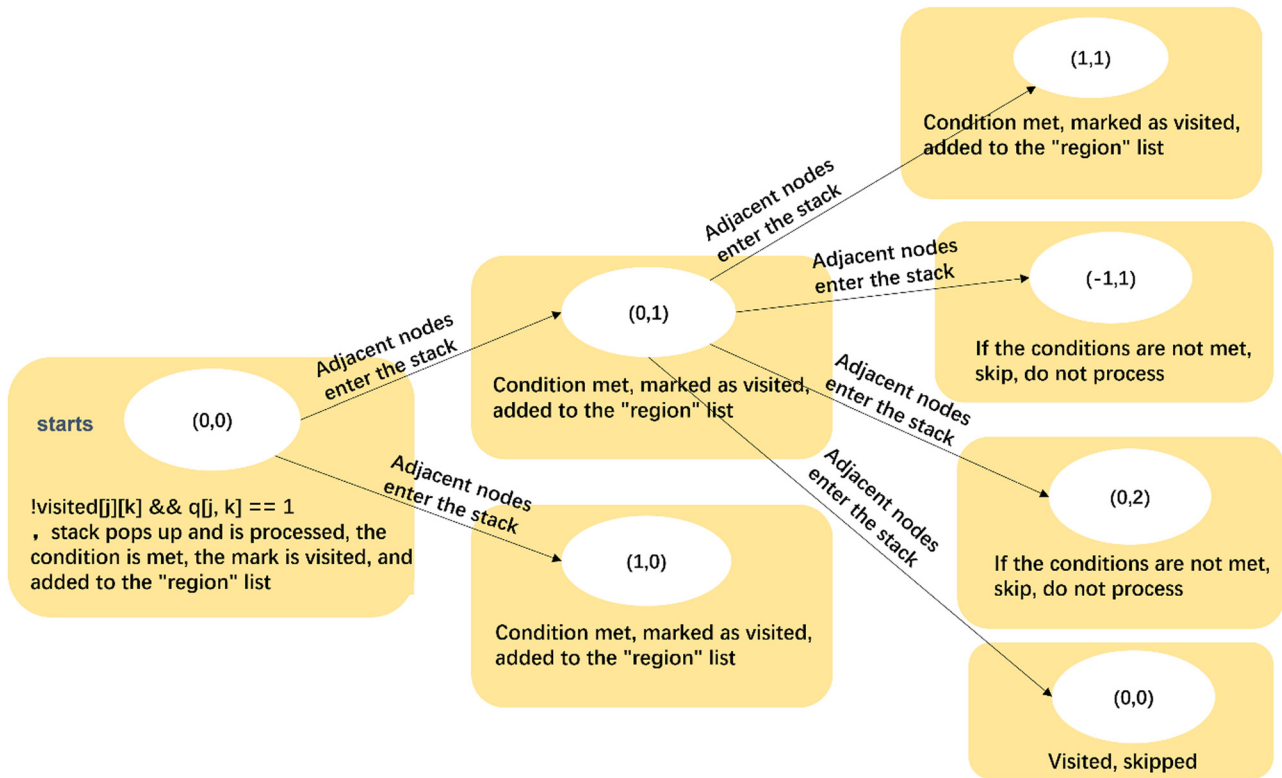 starts
(0,0)
!visited[j][k] && q[j, k] == 1
， stack pops up and is processed, the
condition is met, the mark is visited, and
added to the "region" list
Adjacent nodes
enter the stack
Adjacent nodes
enter the stack
(0,1)
Condition met, marked as visited,
added to the "region" list
(1,0)
Condition met, marked as visited,
added to the "region" list
Adjacent nodes
enter the stack
Adjacent nodes
enter the stack
Adjacent nodes
enter the stack
Adjacent nodes
enter the stack
(1,1)
Condition met, marked as visited,
added to the "region" list
(-1,1)
If the conditions are not met,
skip, do not process
(0,2)
If the conditions are not met,
skip, do not process
(0,0)
Visited, skipped